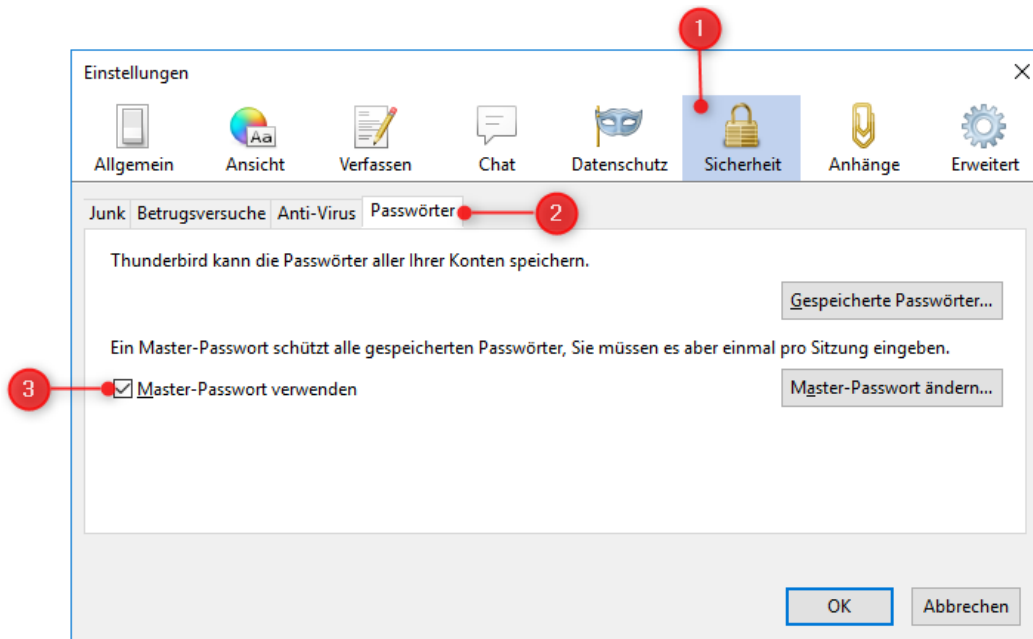 1
Einstellungen
Aa
Allgemein Ansicht Verfassen Chat Datenschutz Sicherheit Anhänge Erweitert
Junk Betrugsversuche Anti-Virus Passwörter 2
Thunderbird kann die Passwörter aller Ihrer Konten speichern.
Gespeicherte Passwörter...
Ein Master-Passwort schützt alle gespeicherten Passwörter, Sie müssen es aber einmal pro Sitzung eingeben.
3 Master-Passwort verwenden Master-Passwort ändern...
OK Abbrechen